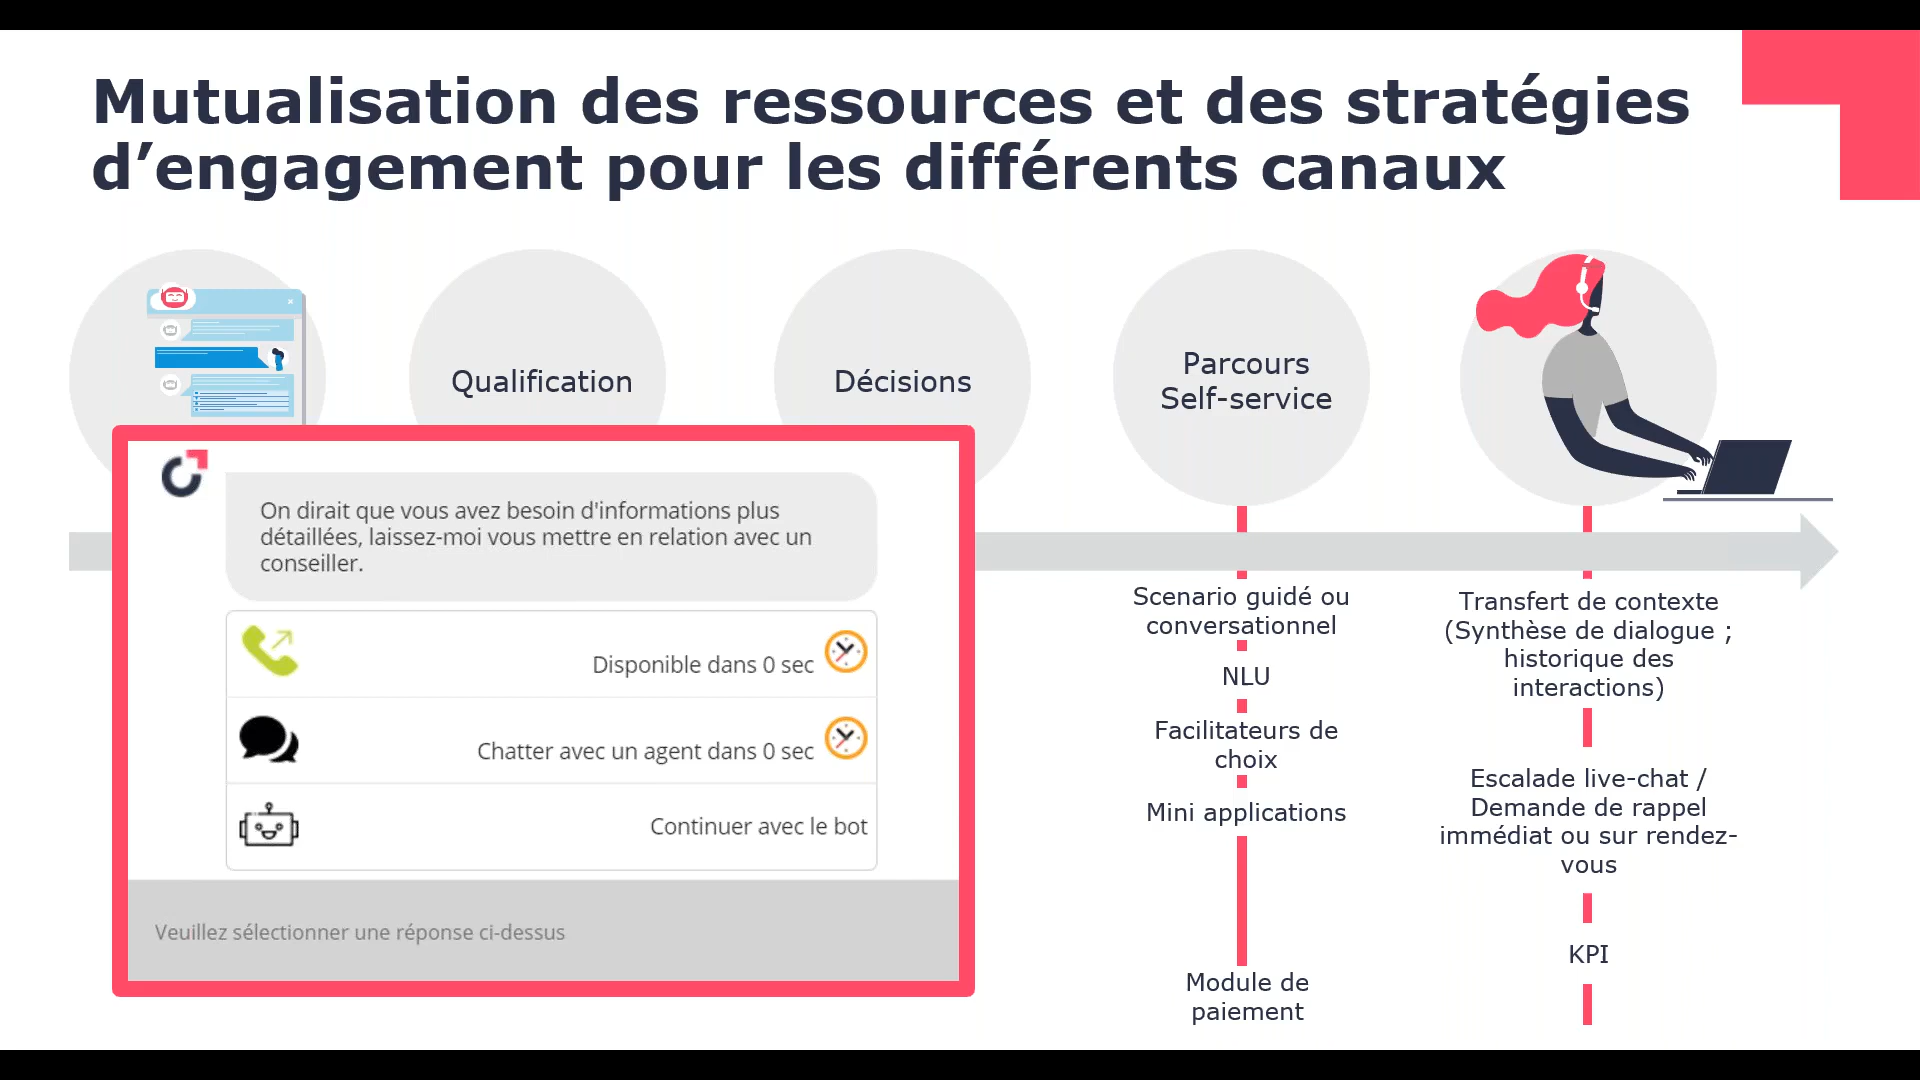 Mutualisation des ressources et des stratégies
d’engagement pour les différents canaux
Qualification
Décisions
Parcours
Self-service
On dirait que vous avez besoin d'informations plus
détaillées, laissez-moi vous mettre en relation avec un
conseiller.
Disponible dans 0 sec
Chatter avec un agent dans 0 sec
Continuer avec le bot
Veuillez sélectionner une réponse ci-dessus
Scenario guidé ou
conversationnel
NLU
Facilitateurs de
choix
Mini applications
Module de
paiement
Transfert de contexte
(Synthèse de dialogue ;
historique des
interactions)
Escalade live-chat /
Demande de rappel
immédiat ou sur rendez-
vous
KPI